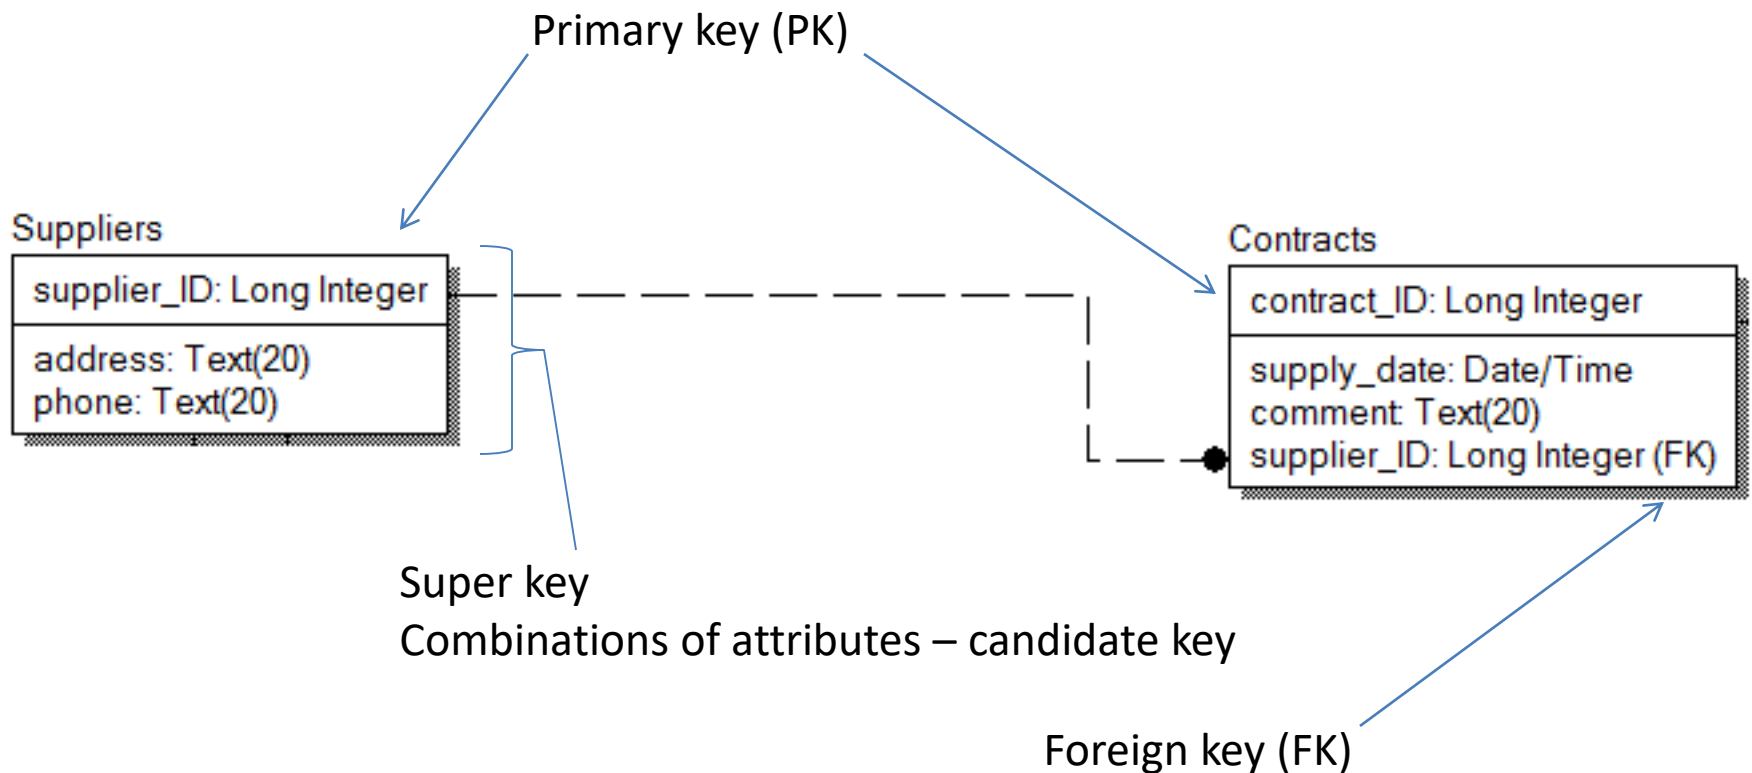 Primary key (PK)
Suppliers
supplier_ID: Long Integer
address: Text(20)
phone: Text(20)
Contracts
contract_ID: Long Integer
supply_date: Date/Time
comment: Text(20)
supplier_ID: Long Integer (FK)
Super key
Combinations of attributes – candidate key
Foreign key (FK)